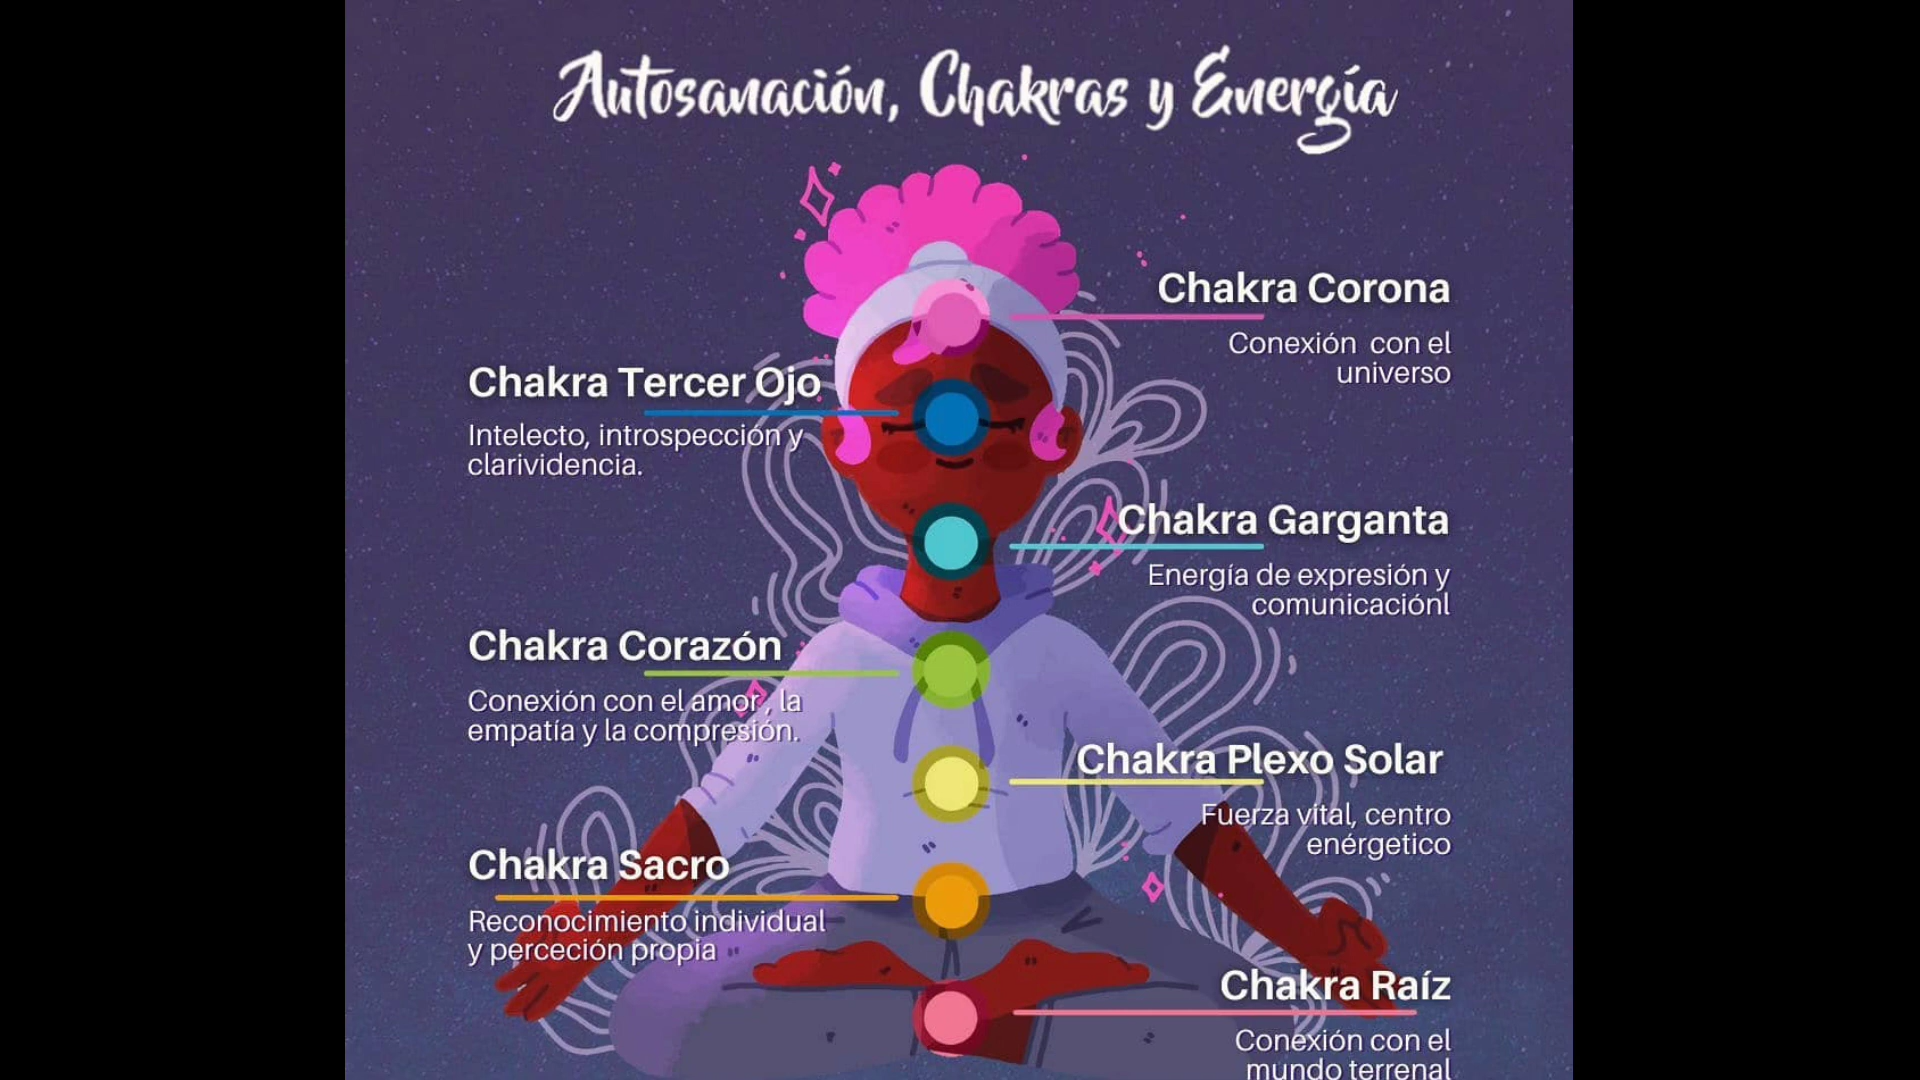 Autosanación, Chakras y Energía
Chakra Corona
Conexión con el
universo
Chakra Tercer Ojo
Intelecto, introspección y
clarividencia.
Chakra Garganta
Energía de expresión y
comunicaciónl
Chakra Corazón
Conexión con el amor , la
empatía y la compresión.
Chakra Plexo Solar
Fuerza vital, centro
enérgetico
Chakra Sacro
Reconocimiento individual
y perceción propia
Chakra Raíz
Conexión con el
mundo terrenal